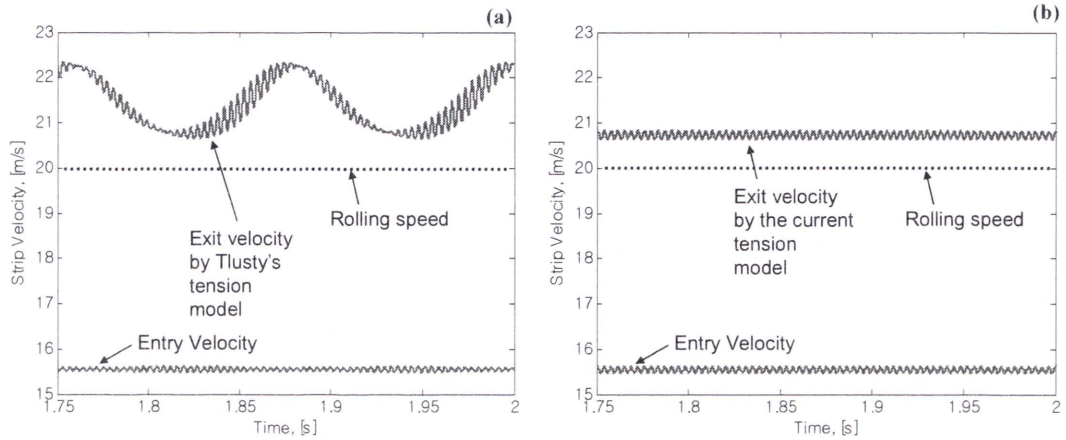 (a)
23
22
21
20
19
18
17
16
15
Strip Velocity, [m/s]
Rolling speed
Exit velocity
by Tlusty's
tension
model
Entry Velocity
1.75
1.8
1.85
1.9
1.95
2
Time, [s]
(b)
23
22
21
20
19
18
17
16
15
Strip Velocity, [m/s]
Exit velocity
by the current
tension
model
Rolling speed
Entry Velocity
1.75
1.8
1.85
1.9
1.95
2
Time, [s]